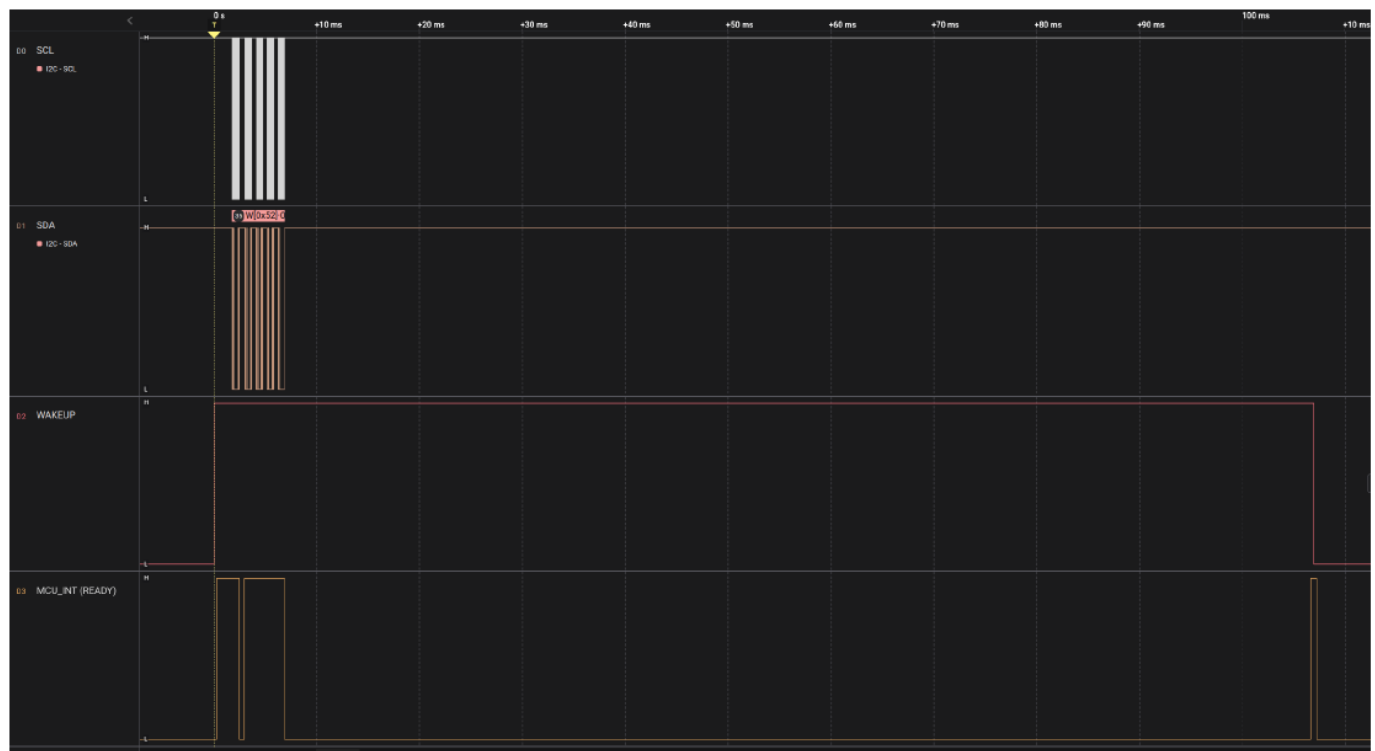 <
0 s
T
+10 ms +20 ms +30 ms +40 ms +50 ms +60 ms +70 ms +80 ms +90 ms 100 ms +10 ms
H
D0 SCL
I2C - SCL
L
W 0x52
D1 SDA
H
I2C - SDA
L
H
D2 WAKEUP
L
H
D3 MCU_INT (READY)
L